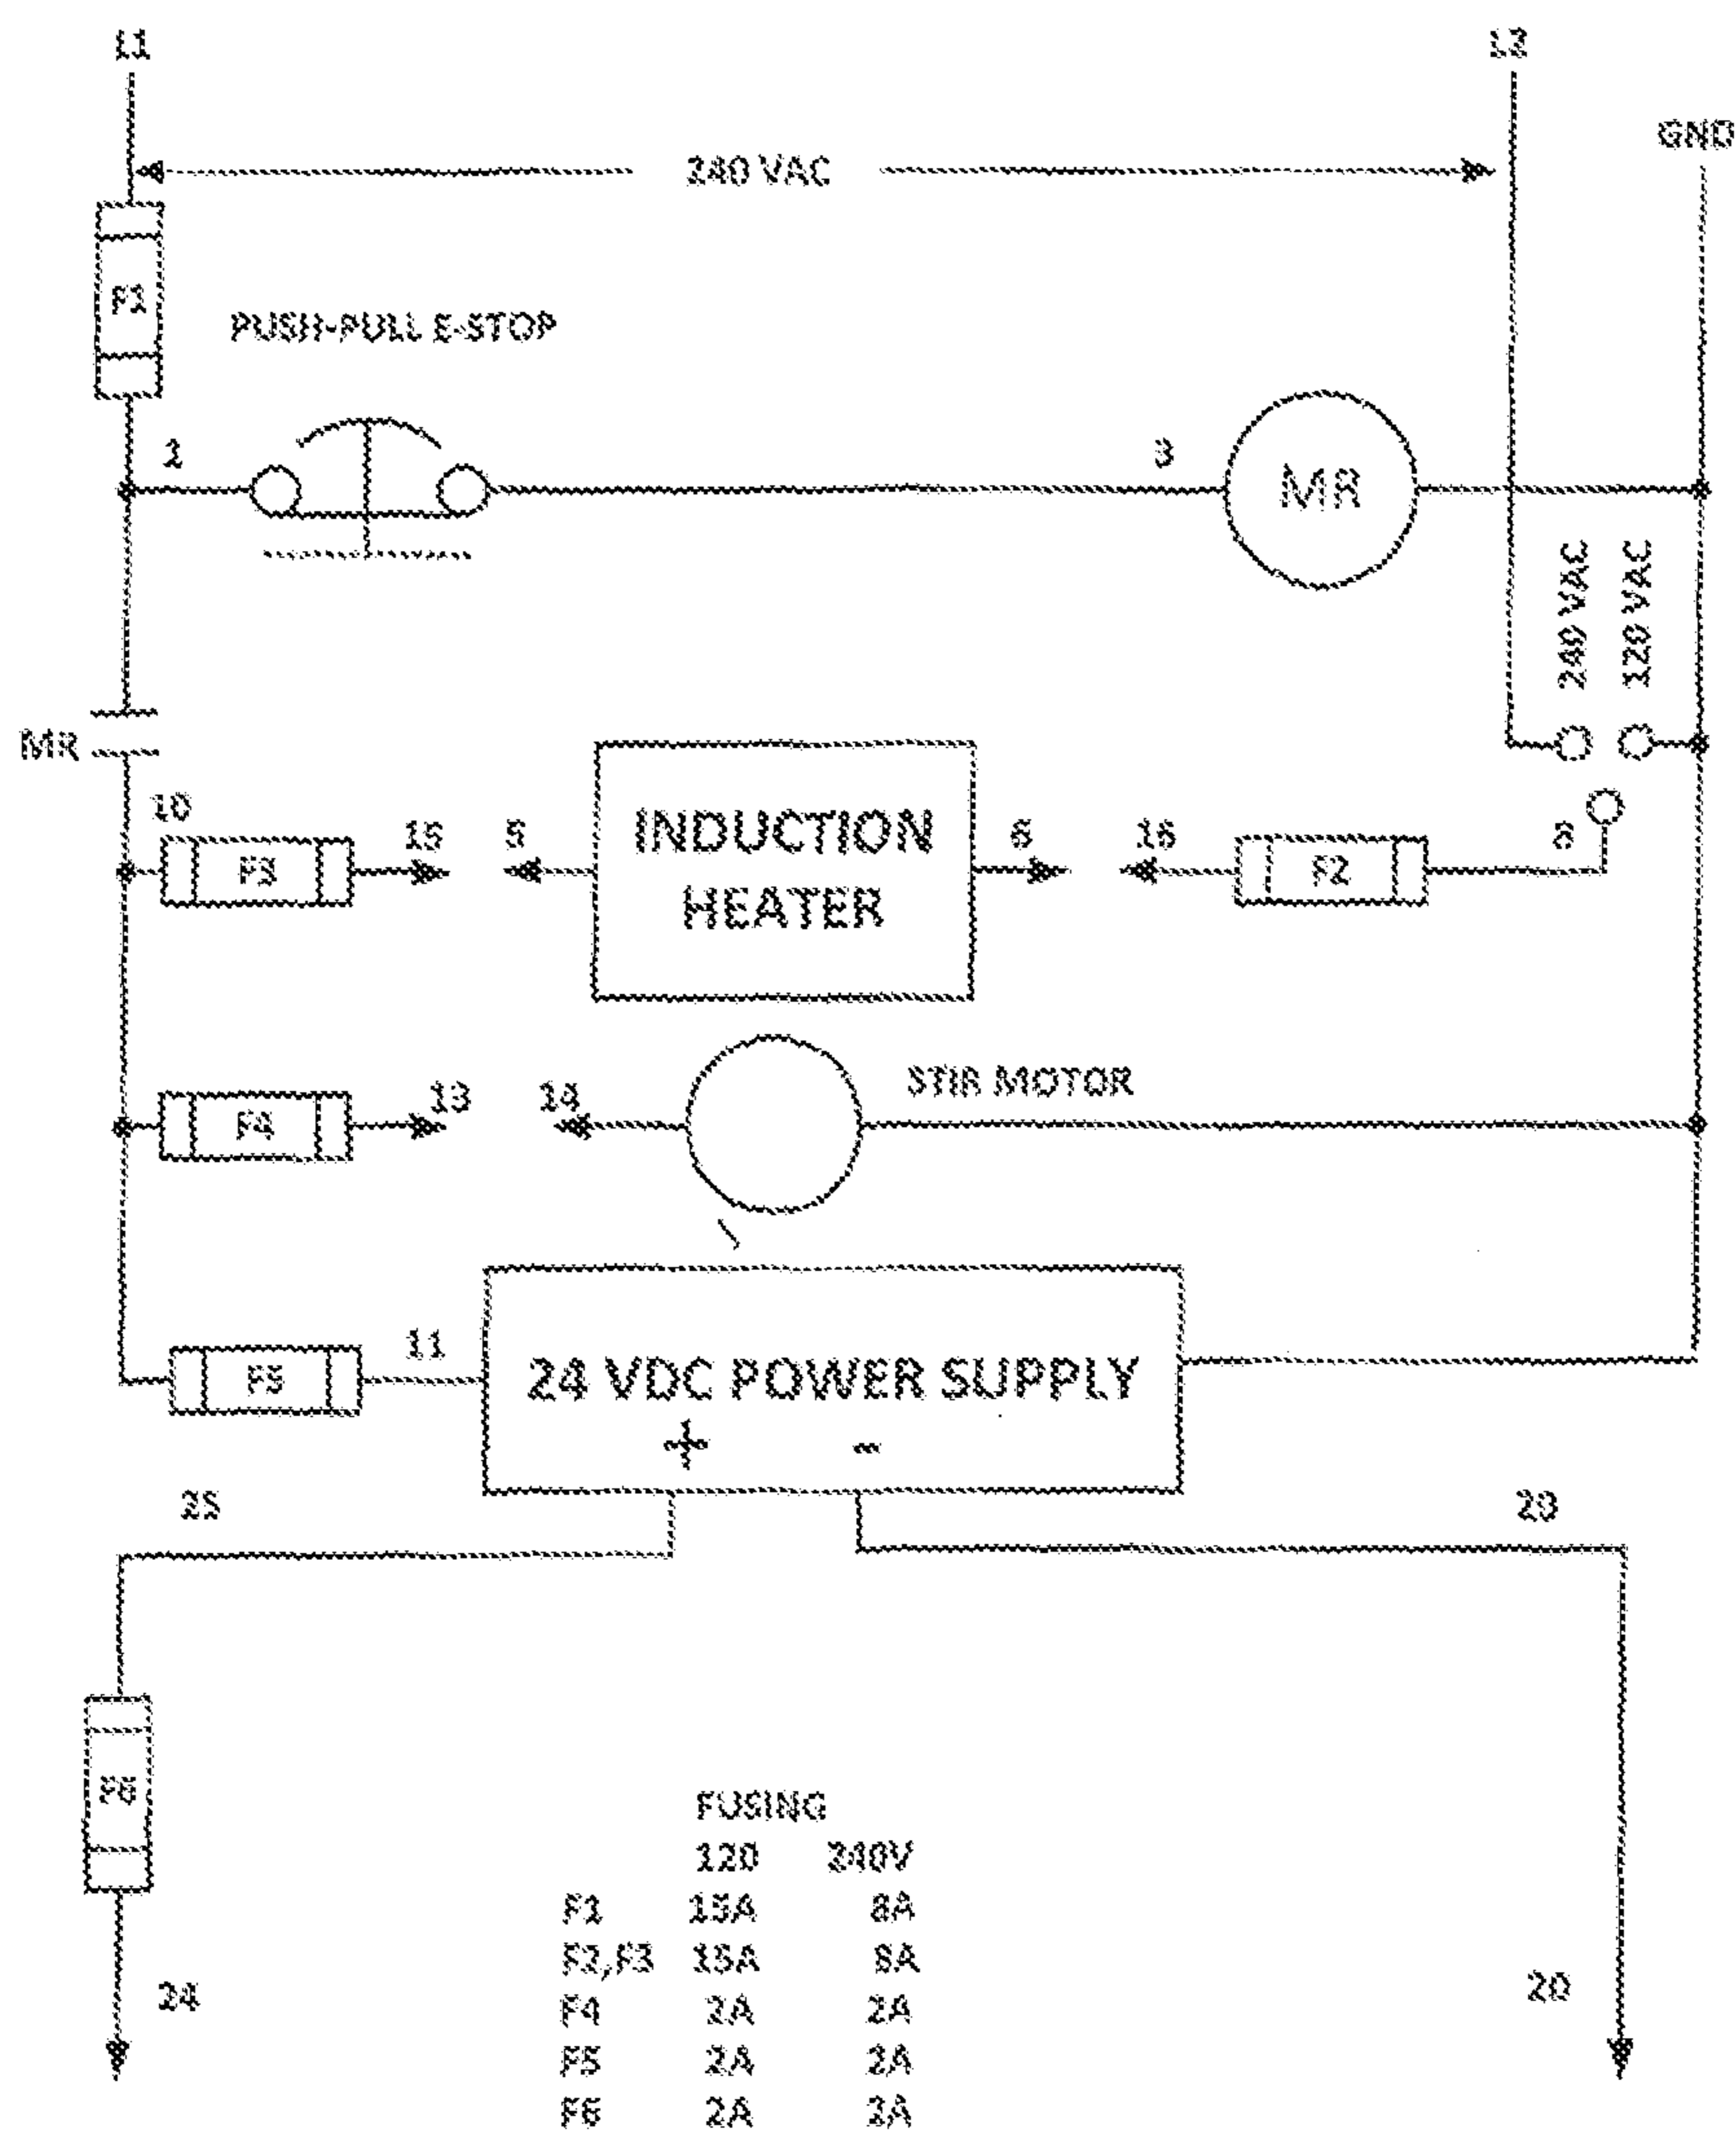 L1
L2
GND
240 VAC
F1
PUSH-PULL E-STOP
2
3
MR
240 VAC
120 VAC
MR
10
F3
15
5
INDUCTION
HEATER
6
16
F2
8
F4
13
14
STIR MOTOR
F5
11
24 VDC POWER SUPPLY
+ -
25
20
F6
24
20
FUSING
120 240V
F1 15A 8A
F2,F3 15A 8A
F4 2A 2A
F5 2A 2A
F6 2A 2A